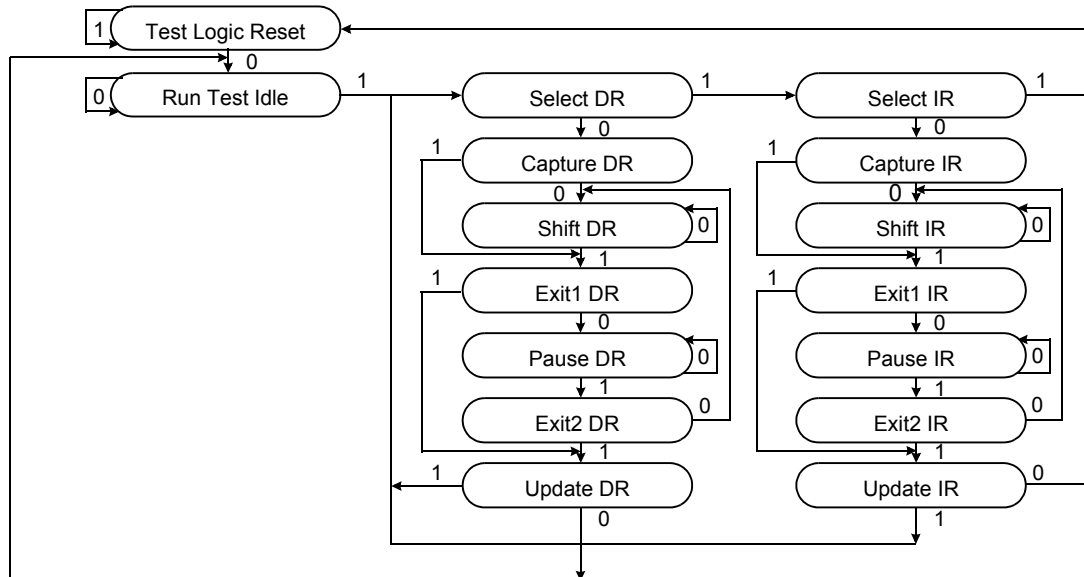 1 Test Logic Reset
0
0 Run Test Idle 1
Select DR 1
Select IR 1
0
0
1 Capture DR
1 Capture IR
0
0
Shift DR 0
Shift IR 0
1
1
1 Exit1 DR
1 Exit1 IR
0
0
Pause DR 0
Pause IR 0
1
1
Exit2 DR 0
Exit2 IR 0
1
1
1 Update DR
Update IR 0
0
1